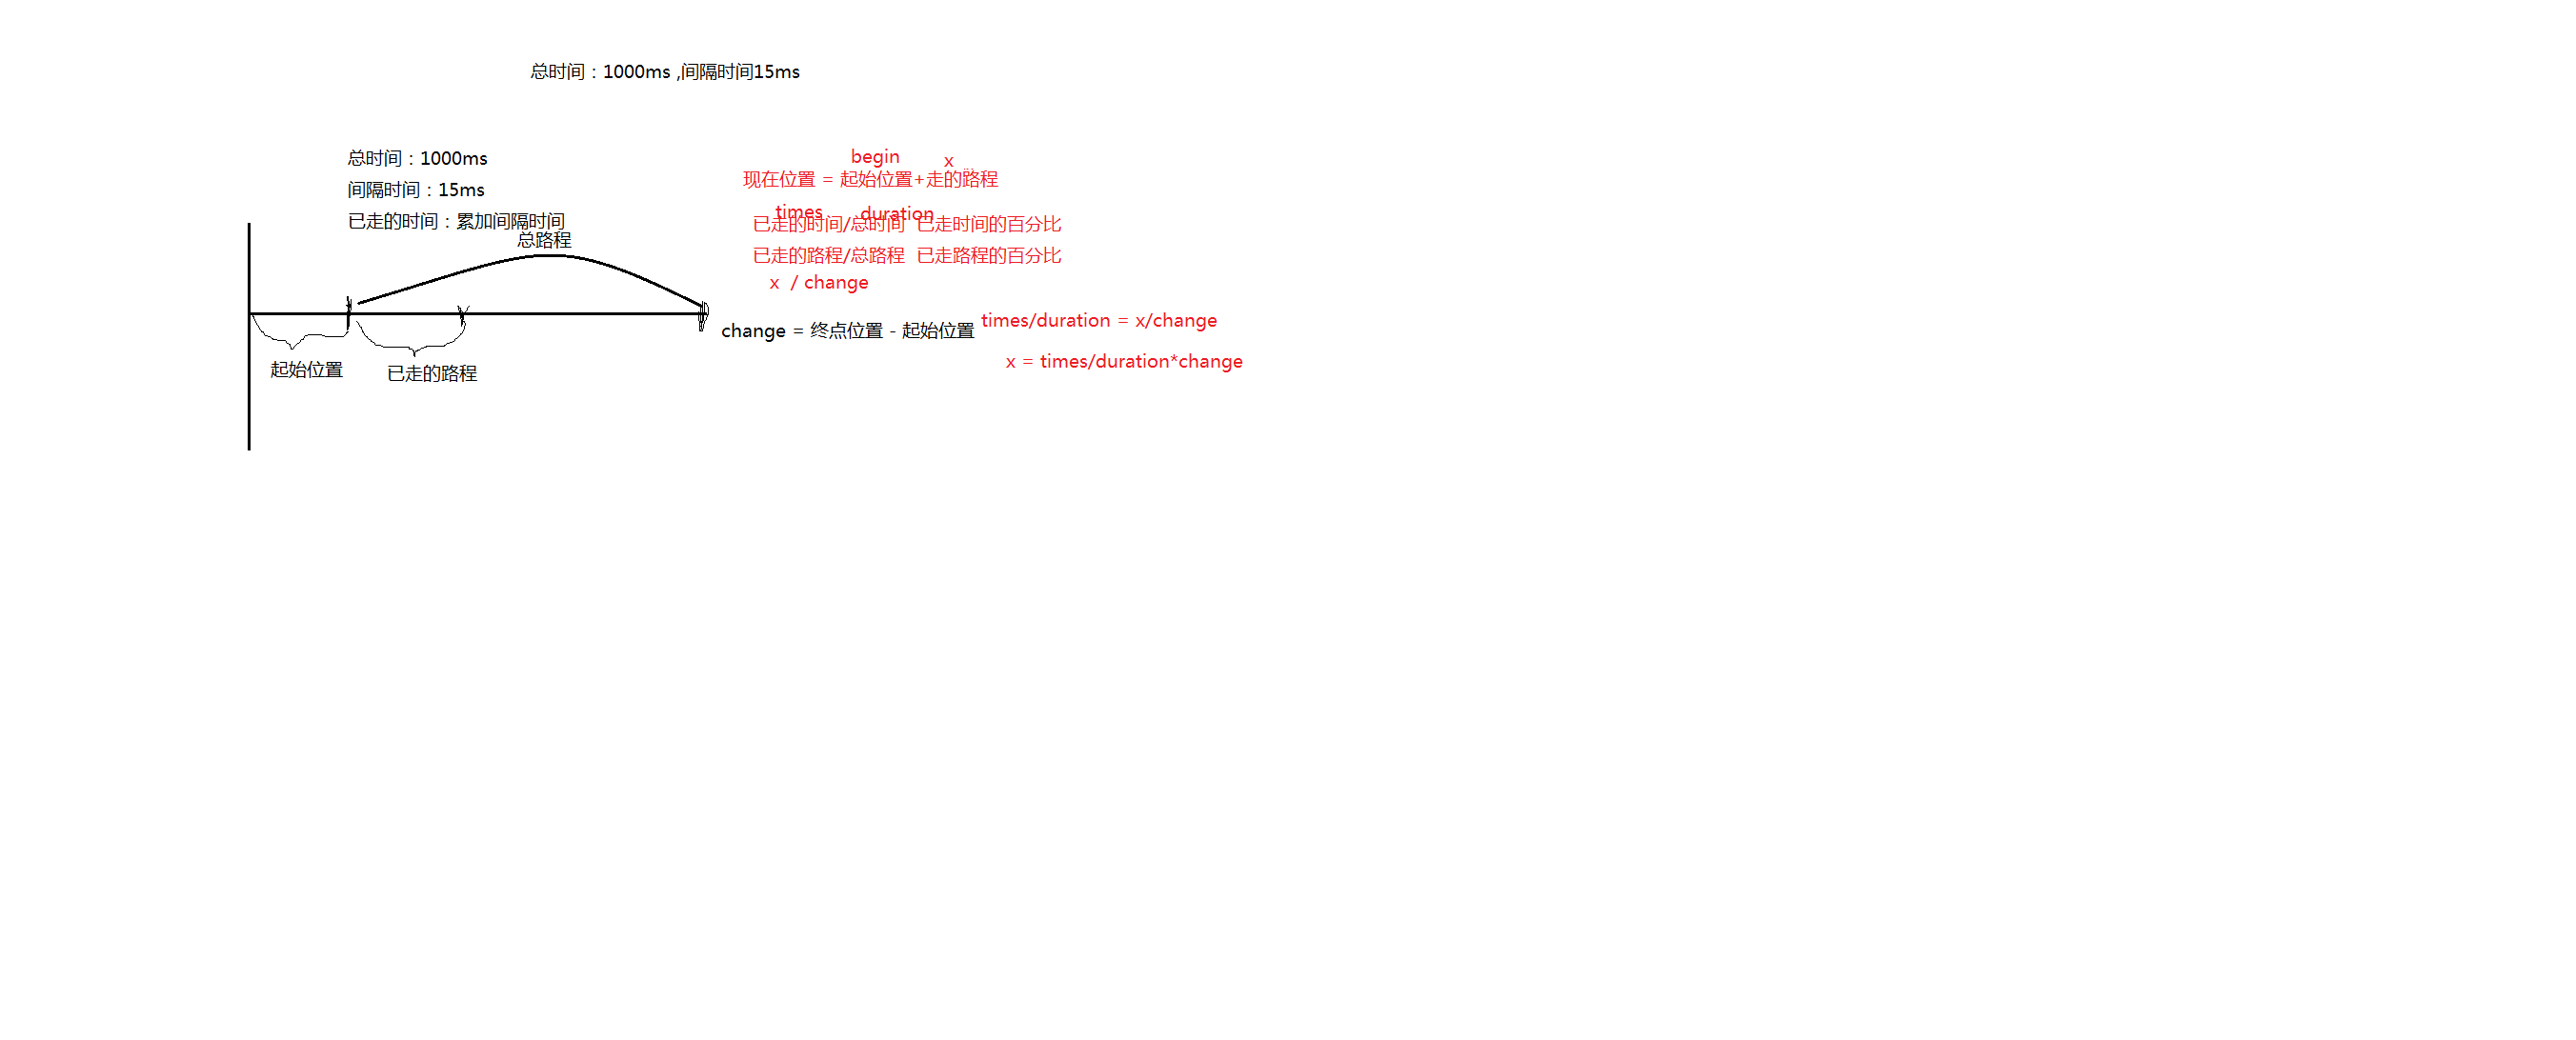 总时间：1000ms ,间隔时间15ms
总时间：1000ms
间隔时间：15ms
已走的时间：累加间隔时间
总路程
起始位置
已走的路程
begin x
现在位置 = 起始位置+走的路程
times duration
已走的时间/总时间 已走时间的百分比
已走的路程/总路程 已走路程的百分比
x / change
change = 终点位置 - 起始位置
times/duration = x/change
x = times/duration*change